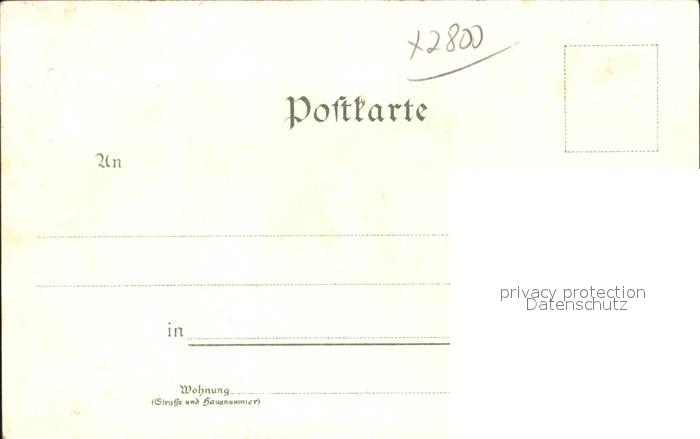 x2800
Poſtkarte
An
privacy protection
Datenschutz
in
Wohnung
(Straße und Hausnummer)